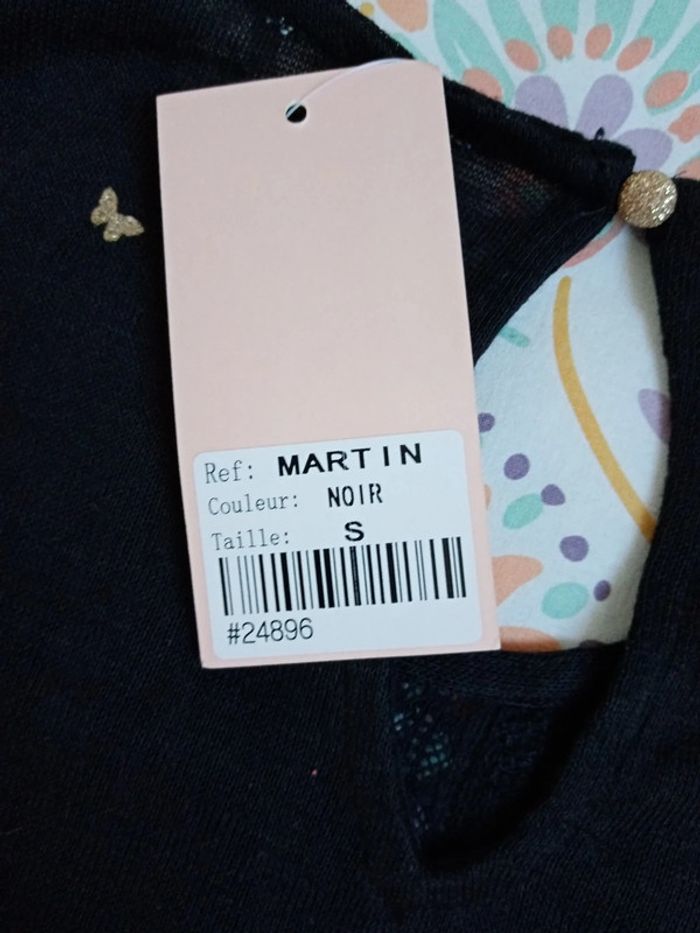 Ref: MARTIN
Couleur: NOIR
Taille: S
#24896